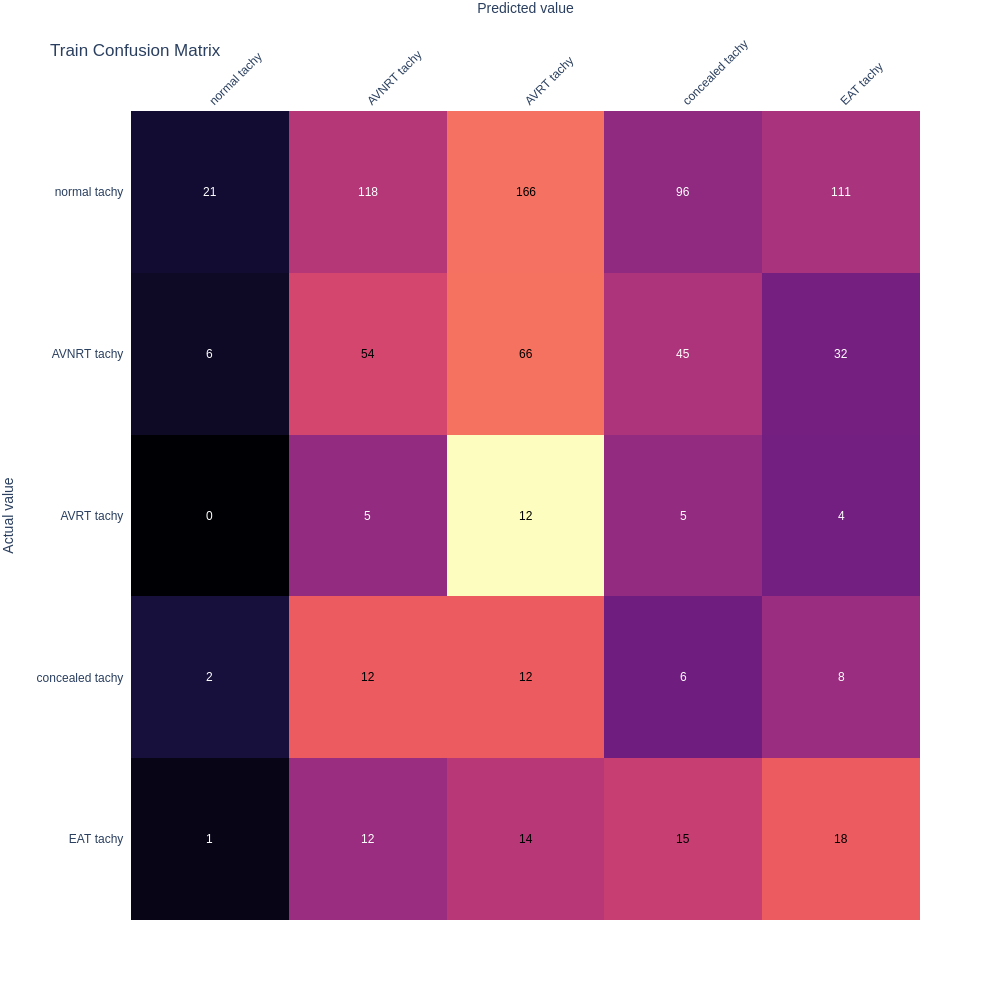 Predicted value
Train Confusion Matrix
normal tachy
AVNRT tachy
AVRT tachy
concealed tachy
EAT tachy
Actual value
normal tachy 21 118 166 96 111
AVNRT tachy 6 54 66 45 32
AVRT tachy 0 5 12 5 4
concealed tachy 2 12 12 6 8
EAT tachy 1 12 14 15 18